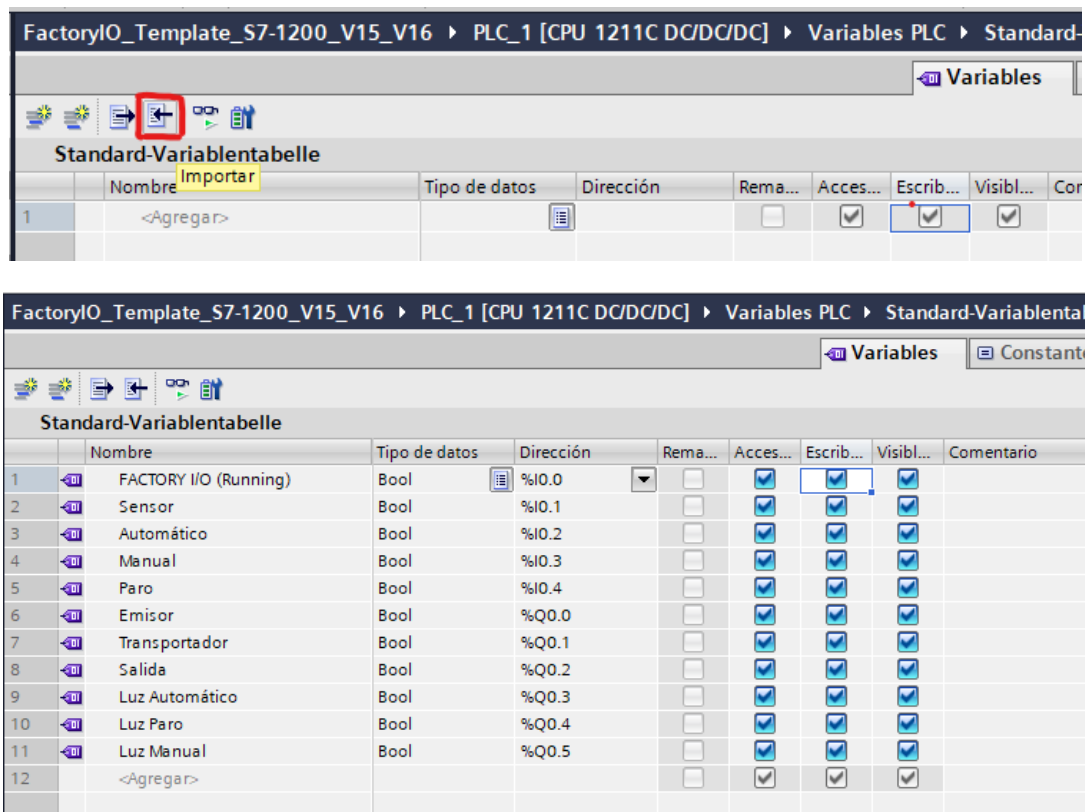 FactoryIO_Template_S7-1200_V15_V16 ▸ PLC_1 [CPU 1211C DC/DC/DC] ▸ Variables PLC ▸ Standard-
Variables
Standard-Variablentabelle
Importar
Nombre Tipo de datos Dirección Rema... Acces... Escrib... Visibl... Cor
1 <Agregar>
FactoryIO_Template_S7-1200_V15_V16 ▸ PLC_1 [CPU 1211C DC/DC/DC] ▸ Variables PLC ▸ Standard-Variablental
Variables Constante
Standard-Variablentabelle
Nombre Tipo de datos Dirección Rema... Acces... Escrib... Visibl... Comentario
1 FACTORY I/O (Running) Bool %I0.0
2 Sensor Bool %I0.1
3 Automático Bool %I0.2
4 Manual Bool %I0.3
5 Paro Bool %I0.4
6 Emisor Bool %Q0.0
7 Transportador Bool %Q0.1
8 Salida Bool %Q0.2
9 Luz Automático Bool %Q0.3
10 Luz Paro Bool %Q0.4
11 Luz Manual Bool %Q0.5
12 <Agregar>